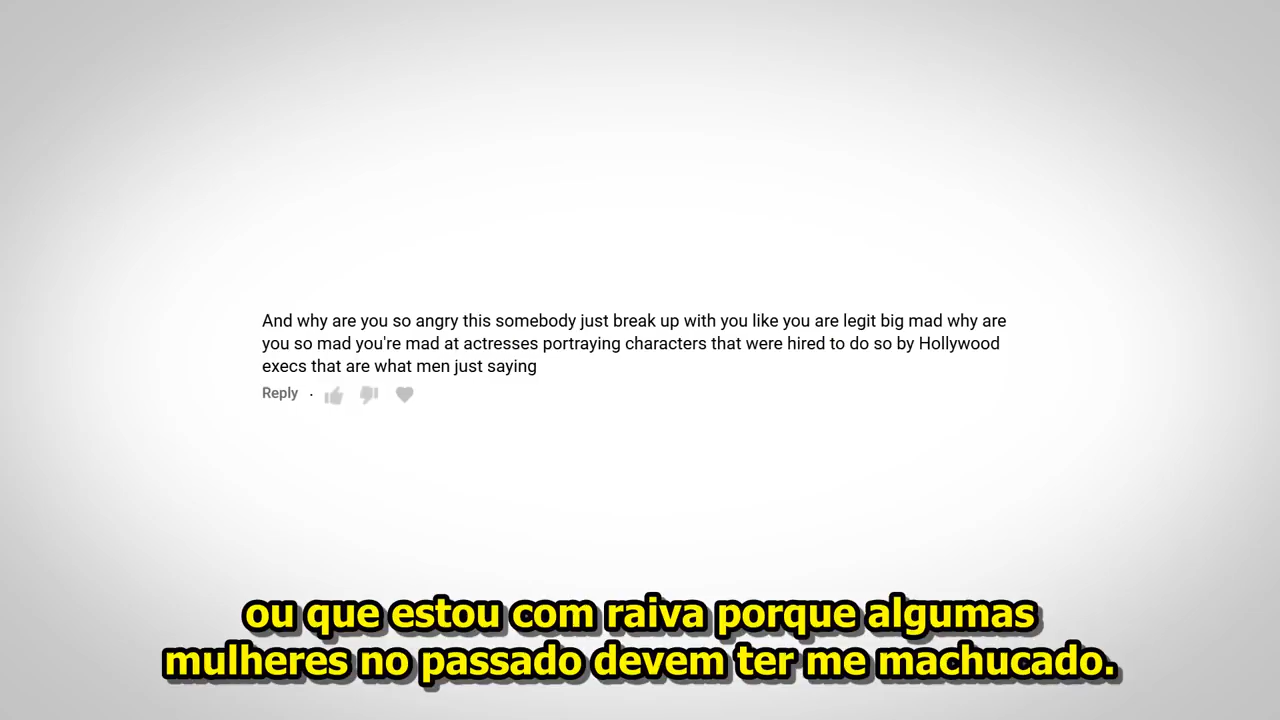 And why are you so angry this somebody just break up with you like you are legit big mad why are
you so mad you're mad at actresses portraying characters that were hired to do so by Hollywood
execs that are what men just saying
Reply ·
ou que estou com raiva porque algumas
mulheres no passado devem ter me machucado.